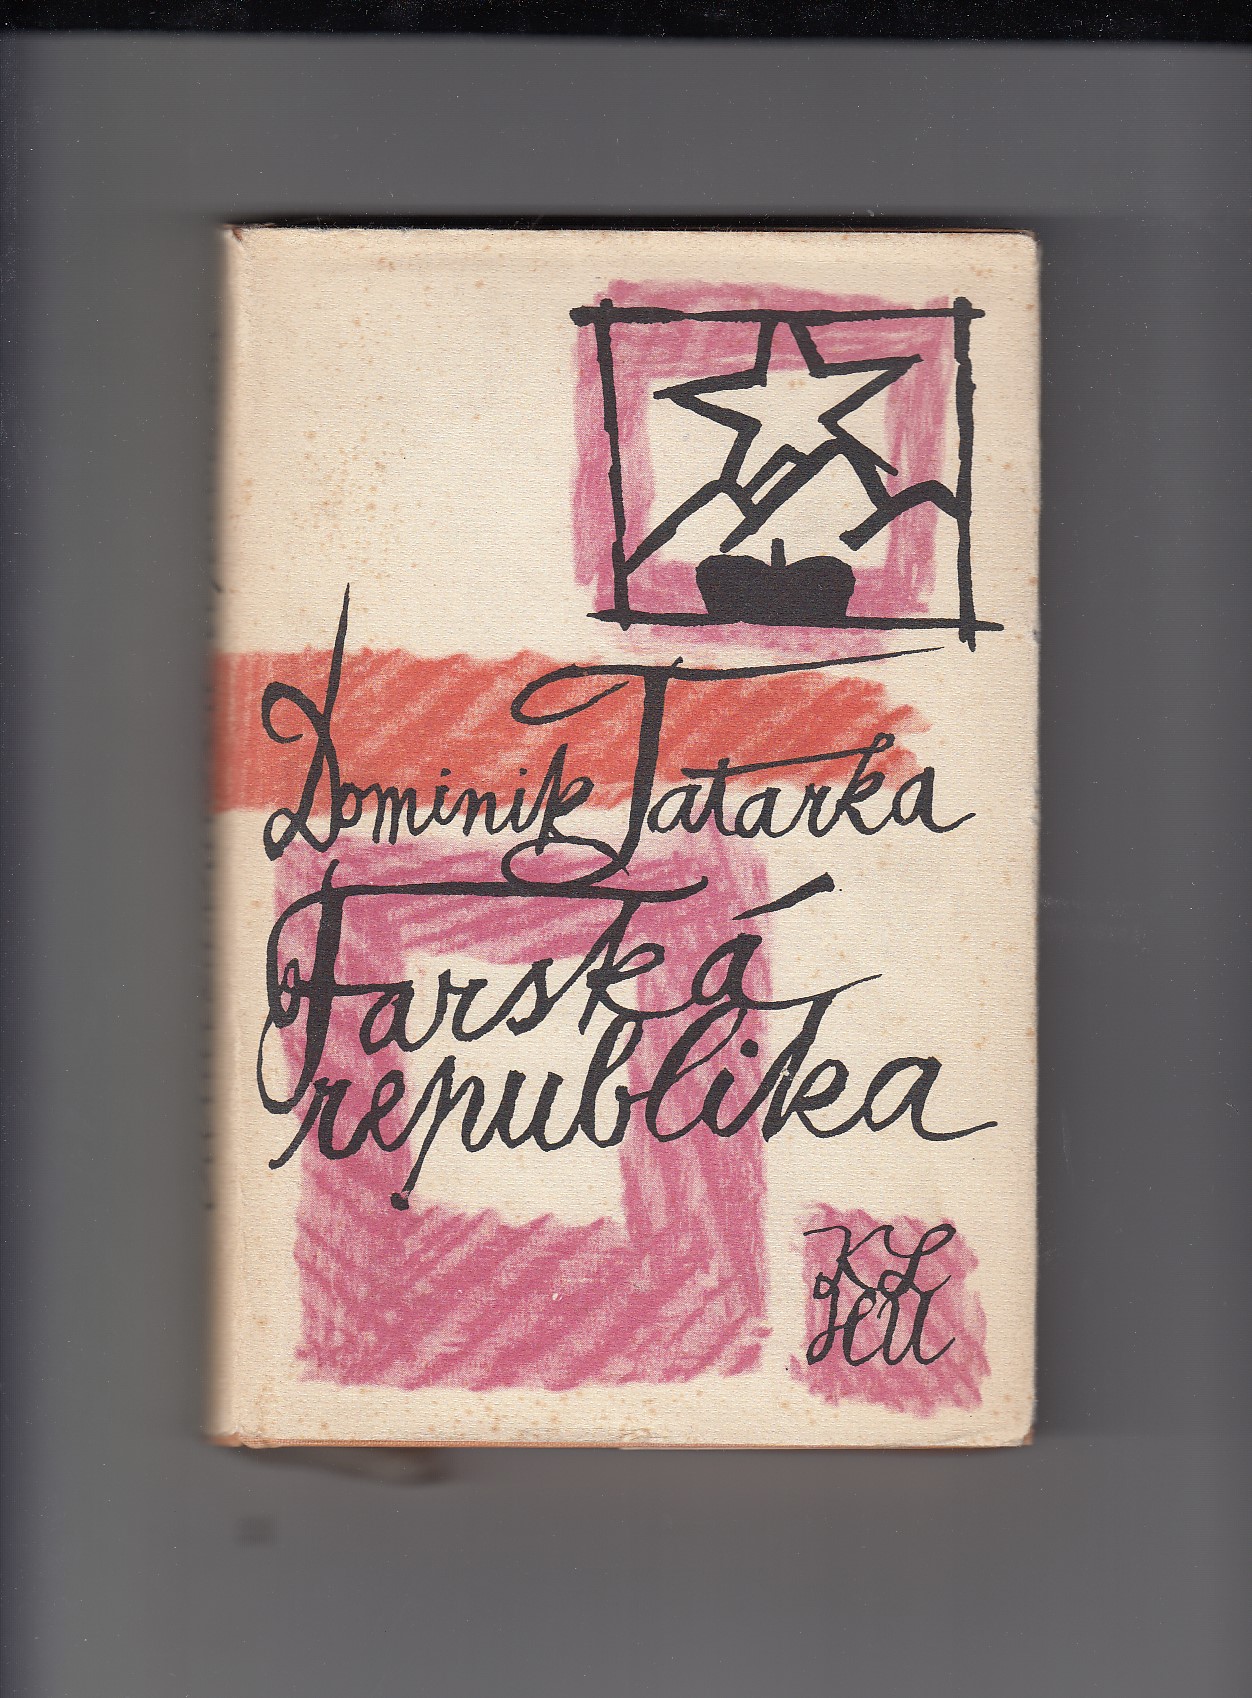 Dominik Tatarka
Farská
republika
KL
HU